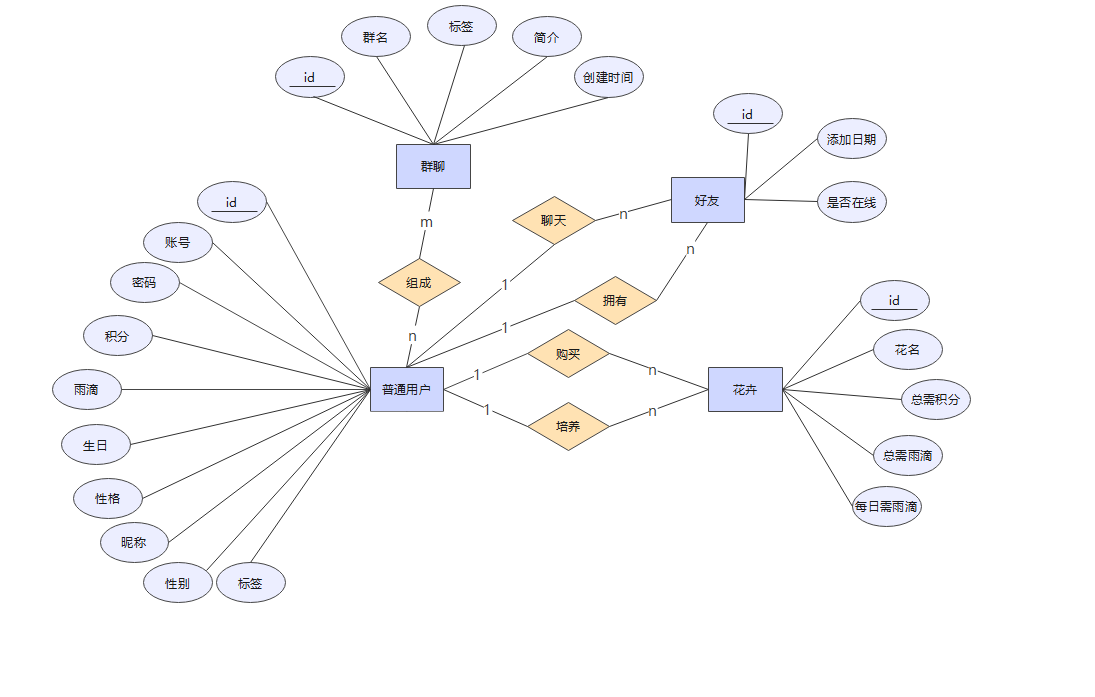 标签
群名
简介
id
创建时间
id
添加日期
群聊
好友
是否在线
id
聊天
n
m
账号
n
密码
组成
1
拥有
id
积分
n
1
花名
购买
n
雨滴
普通用户
1
花卉
总需积分
1
n
培养
生日
总需雨滴
性格
每日需雨滴
昵称
性别
标签